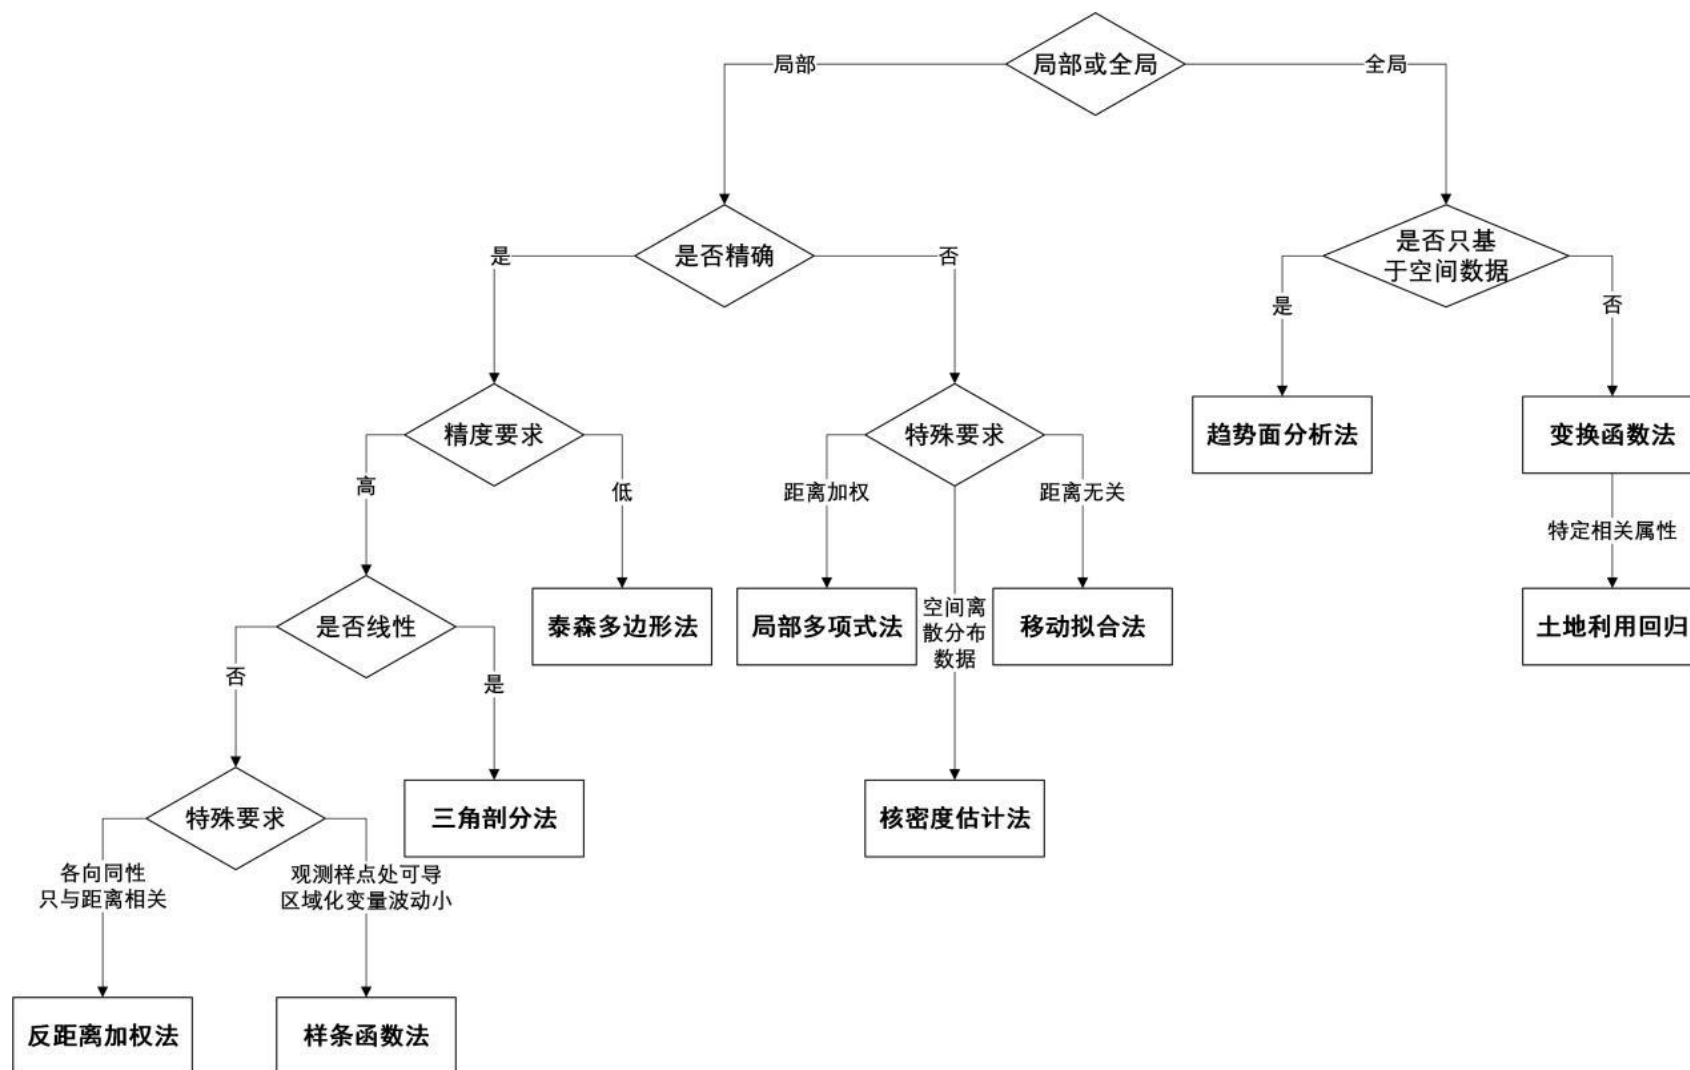 局部或全局
局部
全局
是否精确
是
否
是否只基
于空间数据
是
否
精度要求
高
低
特殊要求
距离加权
距离无关
空间离
散分布
数据
趋势面分析法
变换函数法
特定相关属性
是否线性
否
是
泰森多边形法
局部多项式法
移动拟合法
土地利用回归
特殊要求
各向同性
只与距离相关
观测样点处可导
区域化变量波动小
三角剖分法
核密度估计法
反距离加权法
样条函数法